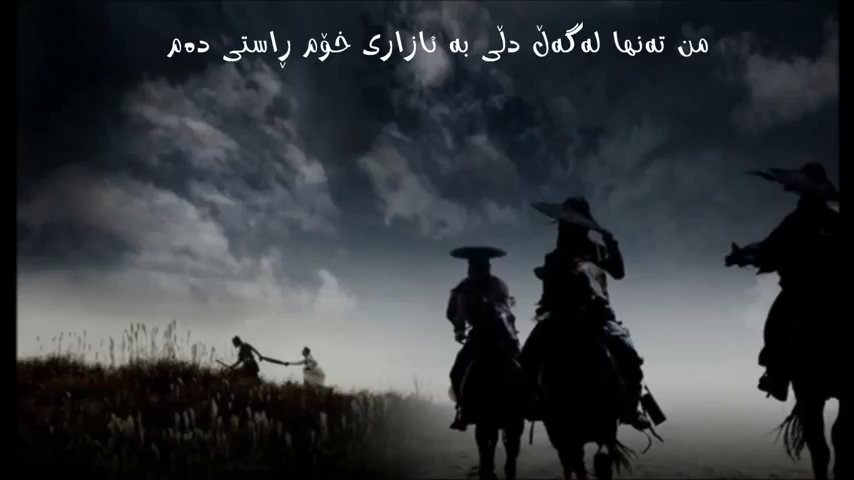 من تەنها لەگەڵ دڵی بە ئازاری خۆم ڕاستی دەم